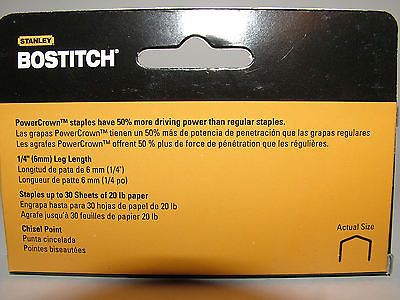 STANLEY
BOSTITCH®
PowerCrown™ staples have 50% more driving power than regular staples.
Las grapas PowerCrown™ tienen un 50% más de potencia de penetración que las grapas regulares
Les agrafes PowerCrown™ offrent 50 % plus de force de pénétration que les régulières.
1/4" (6mm) Leg Length
Longitud de pata de 6 mm (1/4")
Longueur de patte 6 mm (1/4 po)
Staples up to 30 Sheets of 20 lb paper
Engrapa hasta para 30 hojas de papel de 20 lb
Agrafe jusqu'à 30 feuilles de papier 20 lb
Chisel Point
Punta cincelada
Pointes biseautées
Actual Size